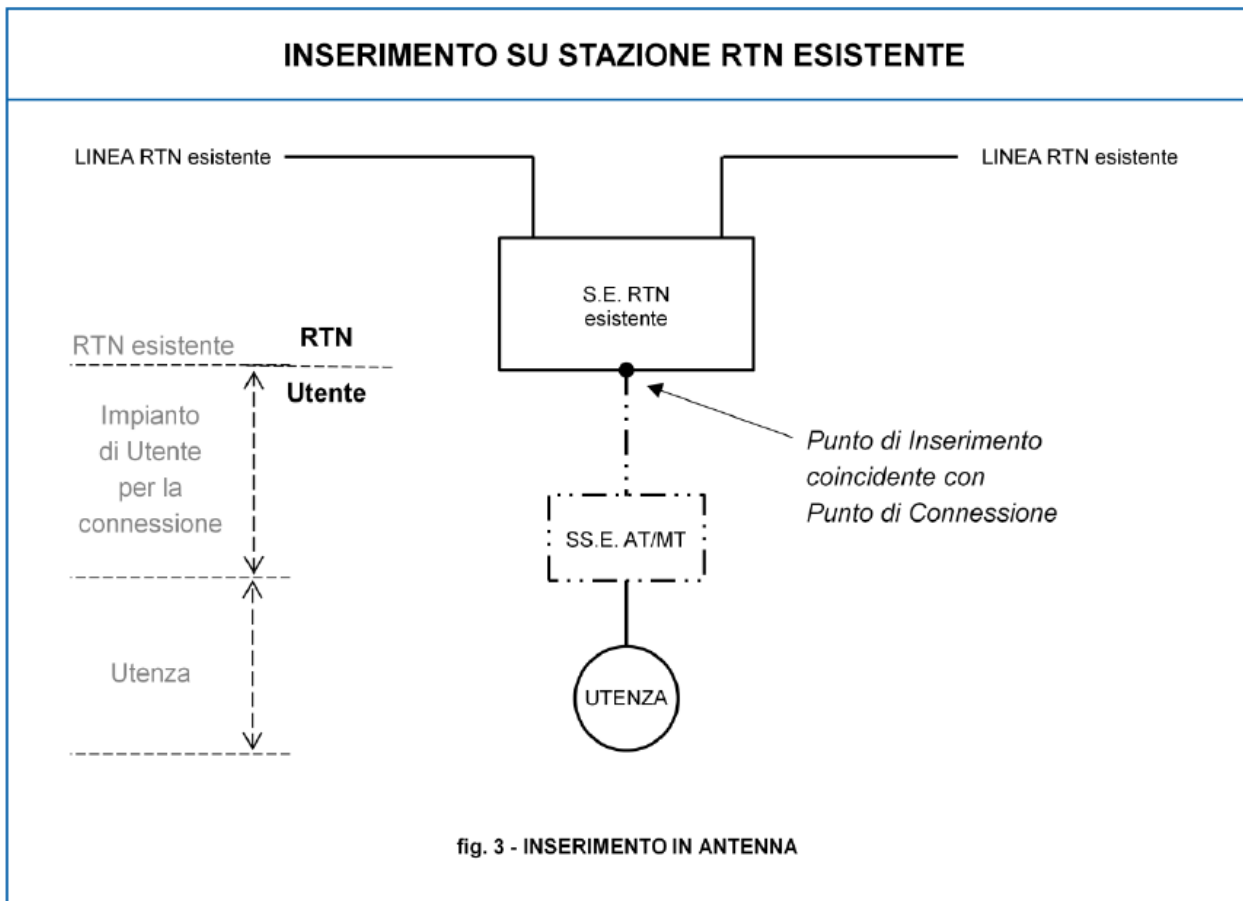 INSERIMENTO SU STAZIONE RTN ESISTENTE
LINEA RTN esistente
LINEA RTN esistente
S.E. RTN
esistente
RTN esistente
RTN
Utente
Impianto
di Utente
per la
connessione
Punto di Inserimento
coincidente con
Punto di Connessione
SS.E. AT/MT
Utenza
UTENZA
fig. 3 - INSERIMENTO IN ANTENNA